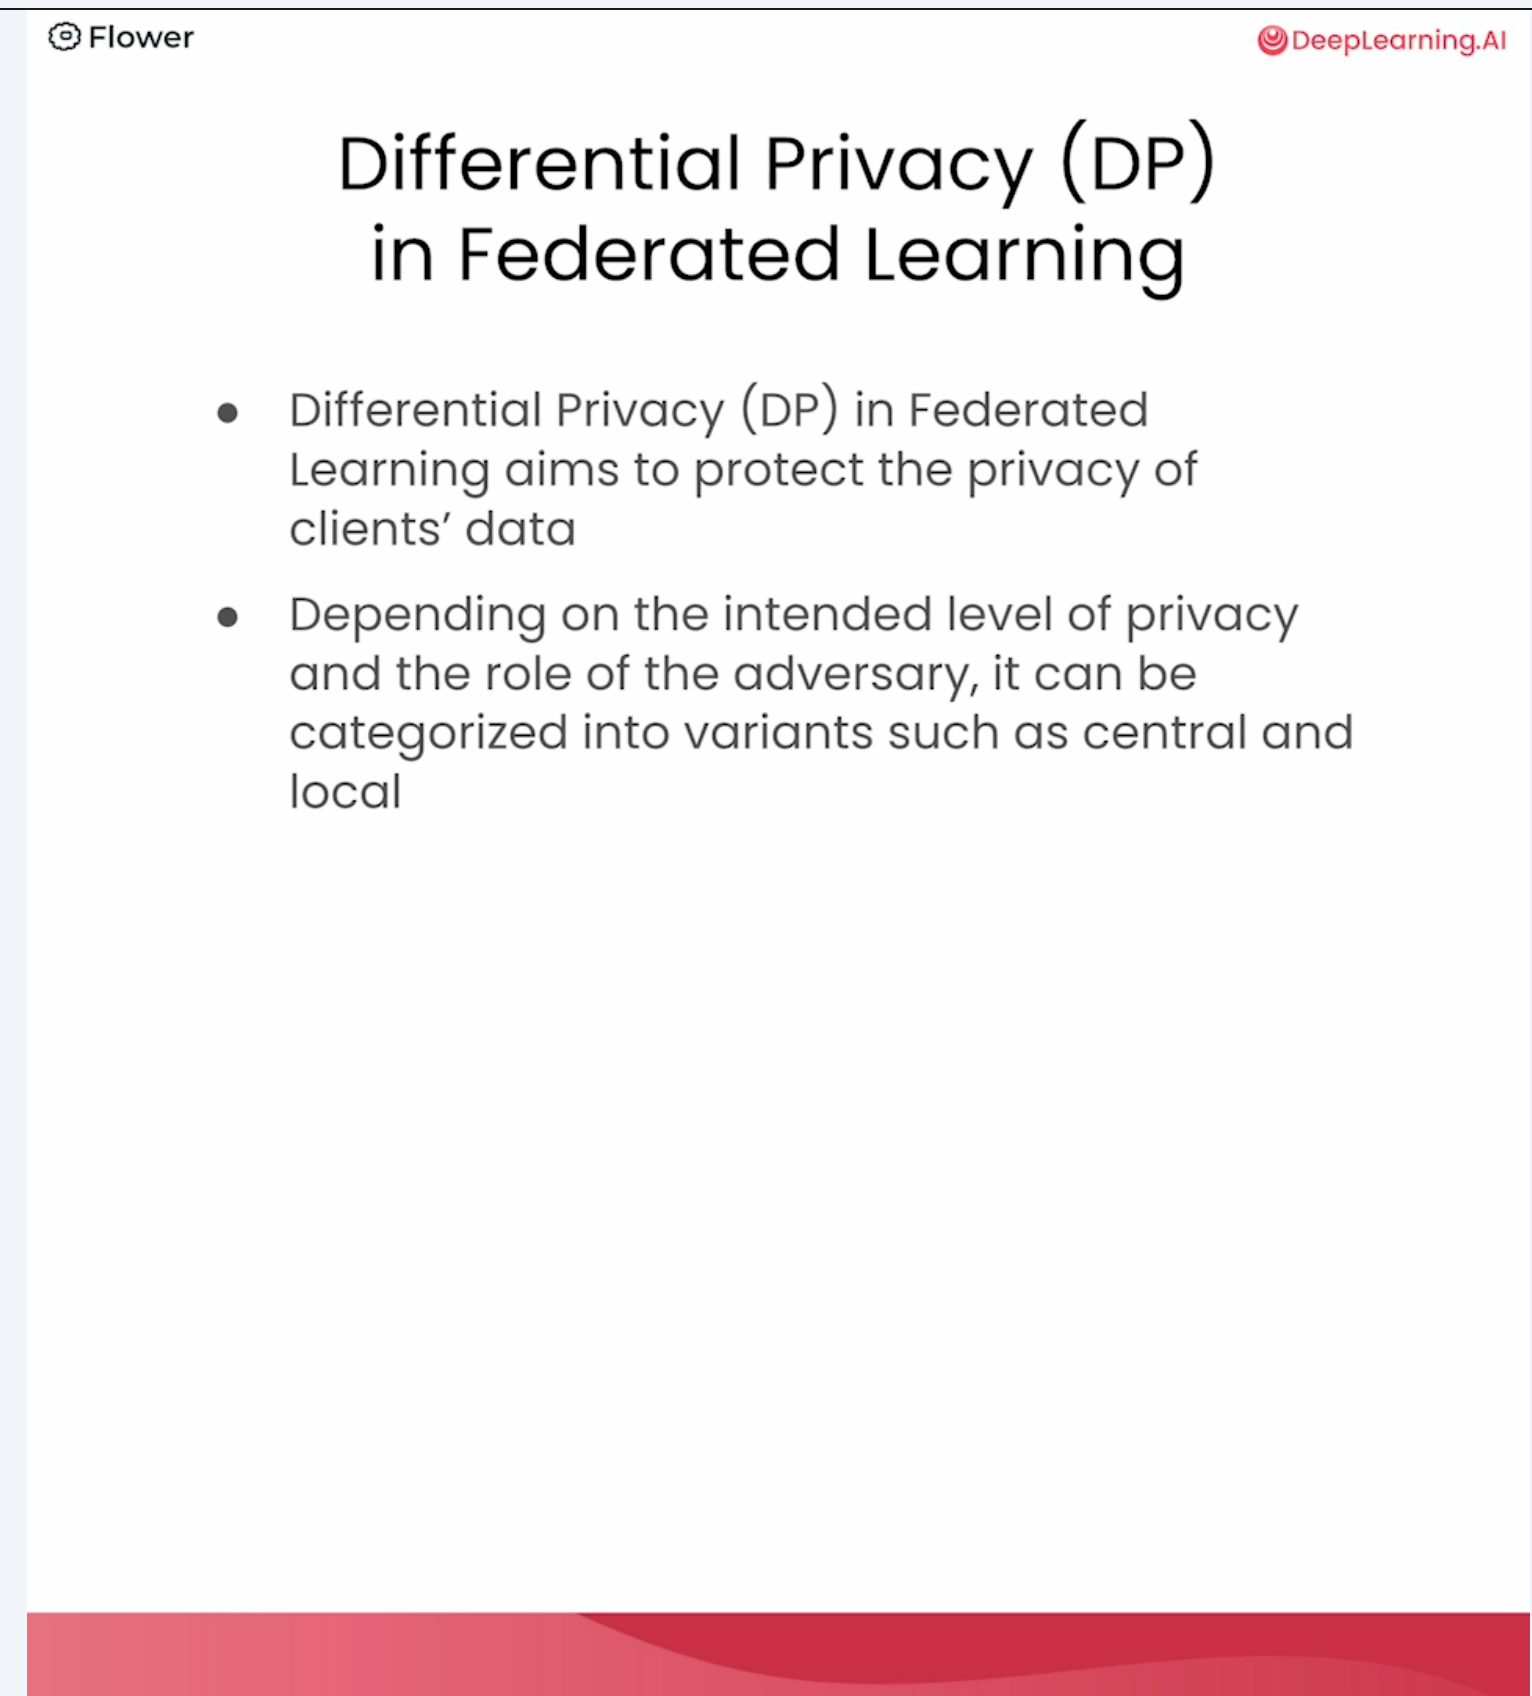 Flower
DeepLearning.AI
Differential Privacy (DP)
in Federated Learning
● Differential Privacy (DP) in Federated
Learning aims to protect the privacy of
clients’ data
● Depending on the intended level of privacy
and the role of the adversary, it can be
categorized into variants such as central and
local